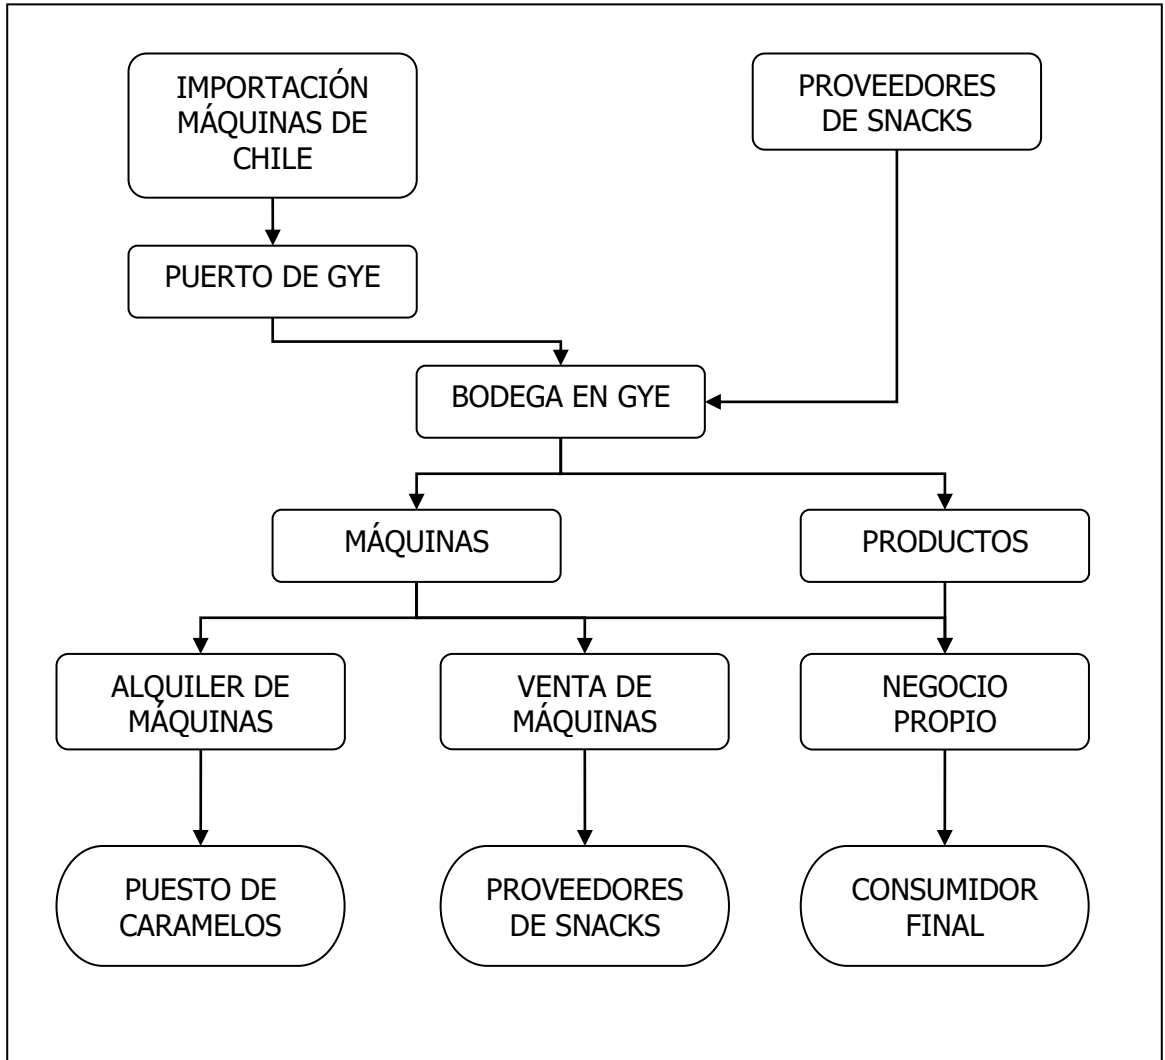 IMPORTACIÓN
MÁQUINAS DE
CHILE
PROVEEDORES
DE SNACKS
PUERTO DE GYE
BODEGA EN GYE
MÁQUINAS
PRODUCTOS
ALQUILER DE
MÁQUINAS
VENTA DE
MÁQUINAS
NEGOCIO
PROPIO
PUESTO DE
CARAMELOS
PROVEEDORES
DE SNACKS
CONSUMIDOR
FINAL